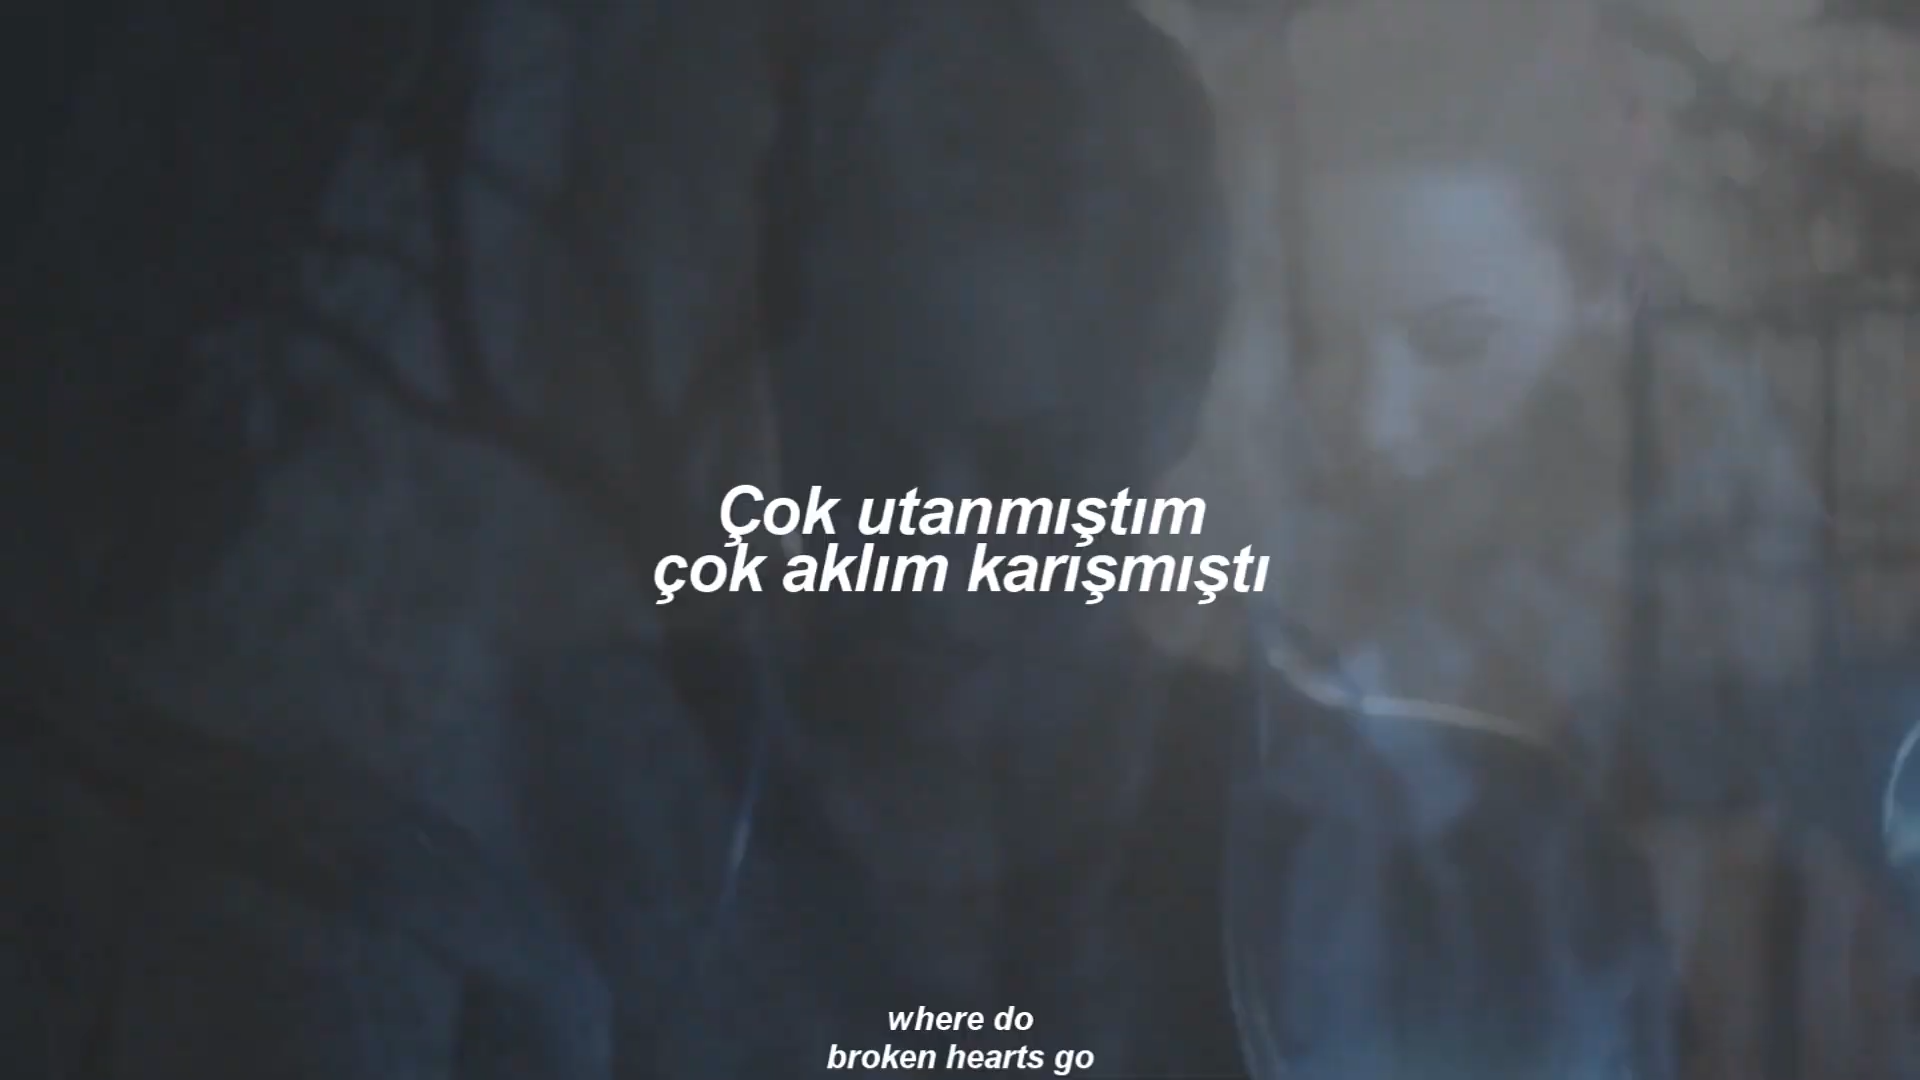 Çok utanmıştım
çok aklım karışmıştı
where do
broken hearts go